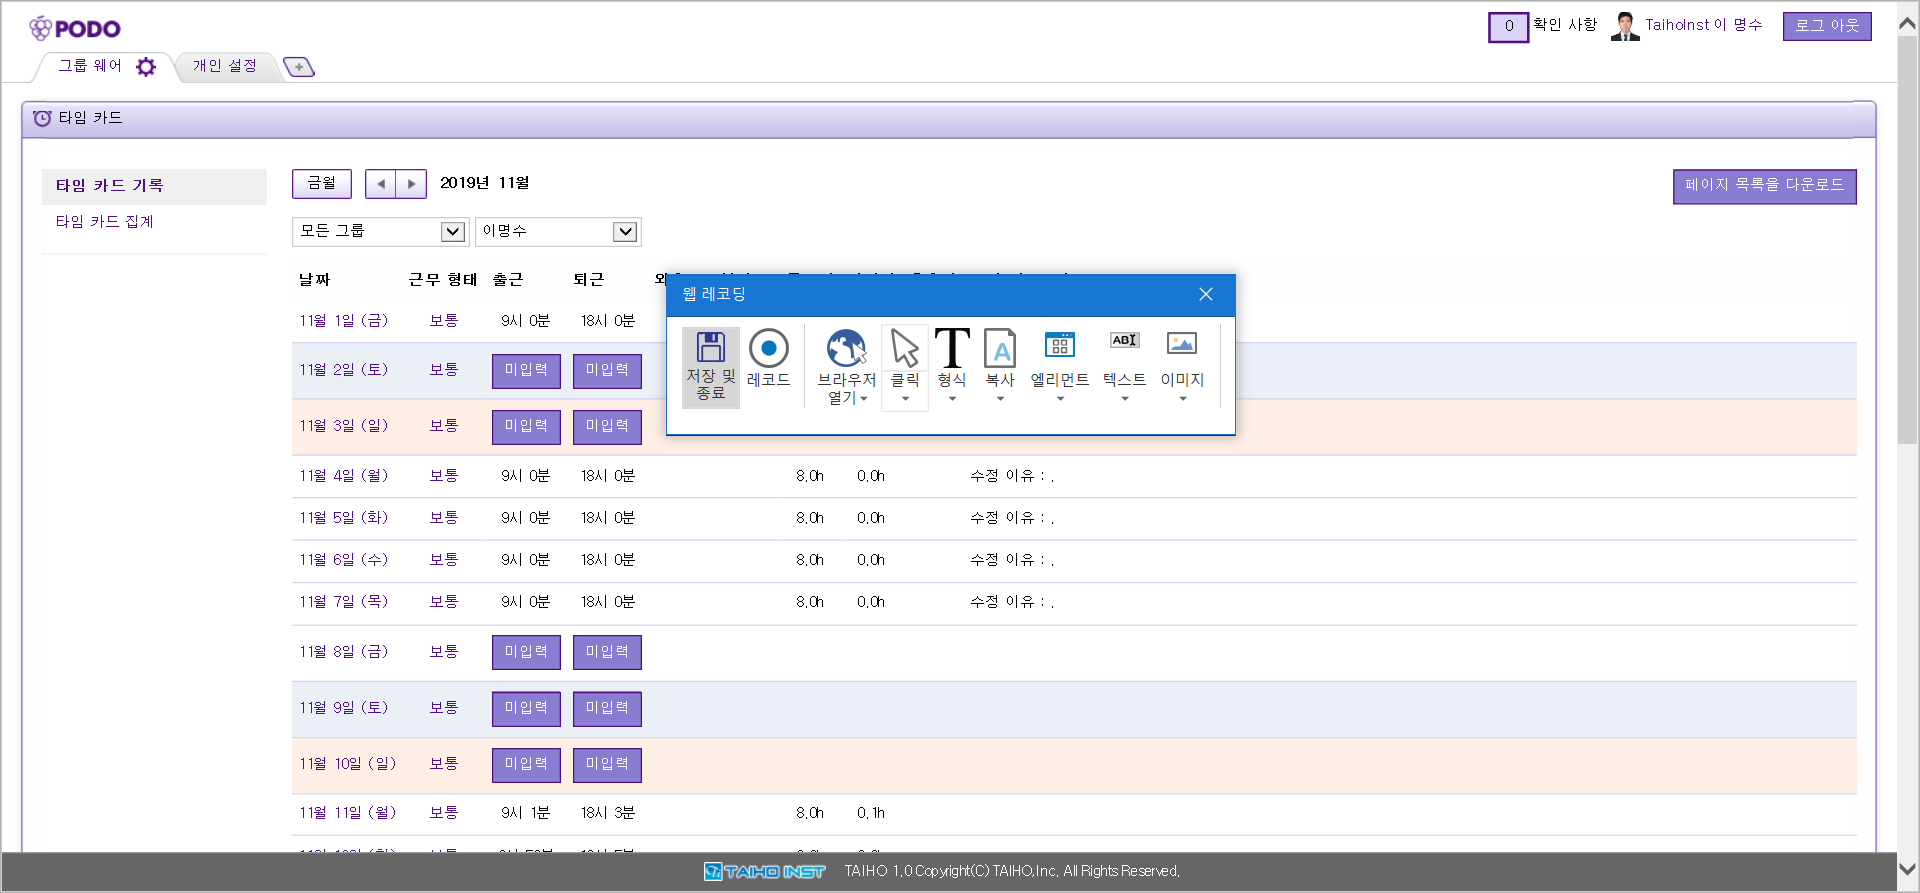 PODO
0 확인 사항 TaihoInst 이 명수 로그 아웃
그룹 웨어 개인 설정
타임 카드
타임 카드 기록
타임 카드 집계
금월 2019년 11월
페이지 목록을 다운로드
모든 그룹 이명수
날짜 근무 형태 출근 퇴근
웹 레코딩
저장 및 종료 레코드 브라우저 열기 클릭 형식 복사 엘리먼트 텍스트 이미지
ABI
11월 1일 (금) 보통 9시 0분 18시 0분
11월 2일 (토) 보통 미입력 미입력
11월 3일 (일) 보통 미입력 미입력
11월 4일 (월) 보통 9시 0분 18시 0분 8.0h 0.0h 수정 이유 : .
11월 5일 (화) 보통 9시 0분 18시 0분 8.0h 0.0h 수정 이유 : .
11월 6일 (수) 보통 9시 0분 18시 0분 8.0h 0.0h 수정 이유 : .
11월 7일 (목) 보통 9시 0분 18시 0분 8.0h 0.0h 수정 이유 : .
11월 8일 (금) 보통 미입력 미입력
11월 9일 (토) 보통 미입력 미입력
11월 10일 (일) 보통 미입력 미입력
11월 11일 (월) 보통 9시 1분 18시 3분 8.0h 0.1h
TAIHO INST TAIHO 1.0 Copyright(C) TAIHO,Inc. All Rights Reserved.